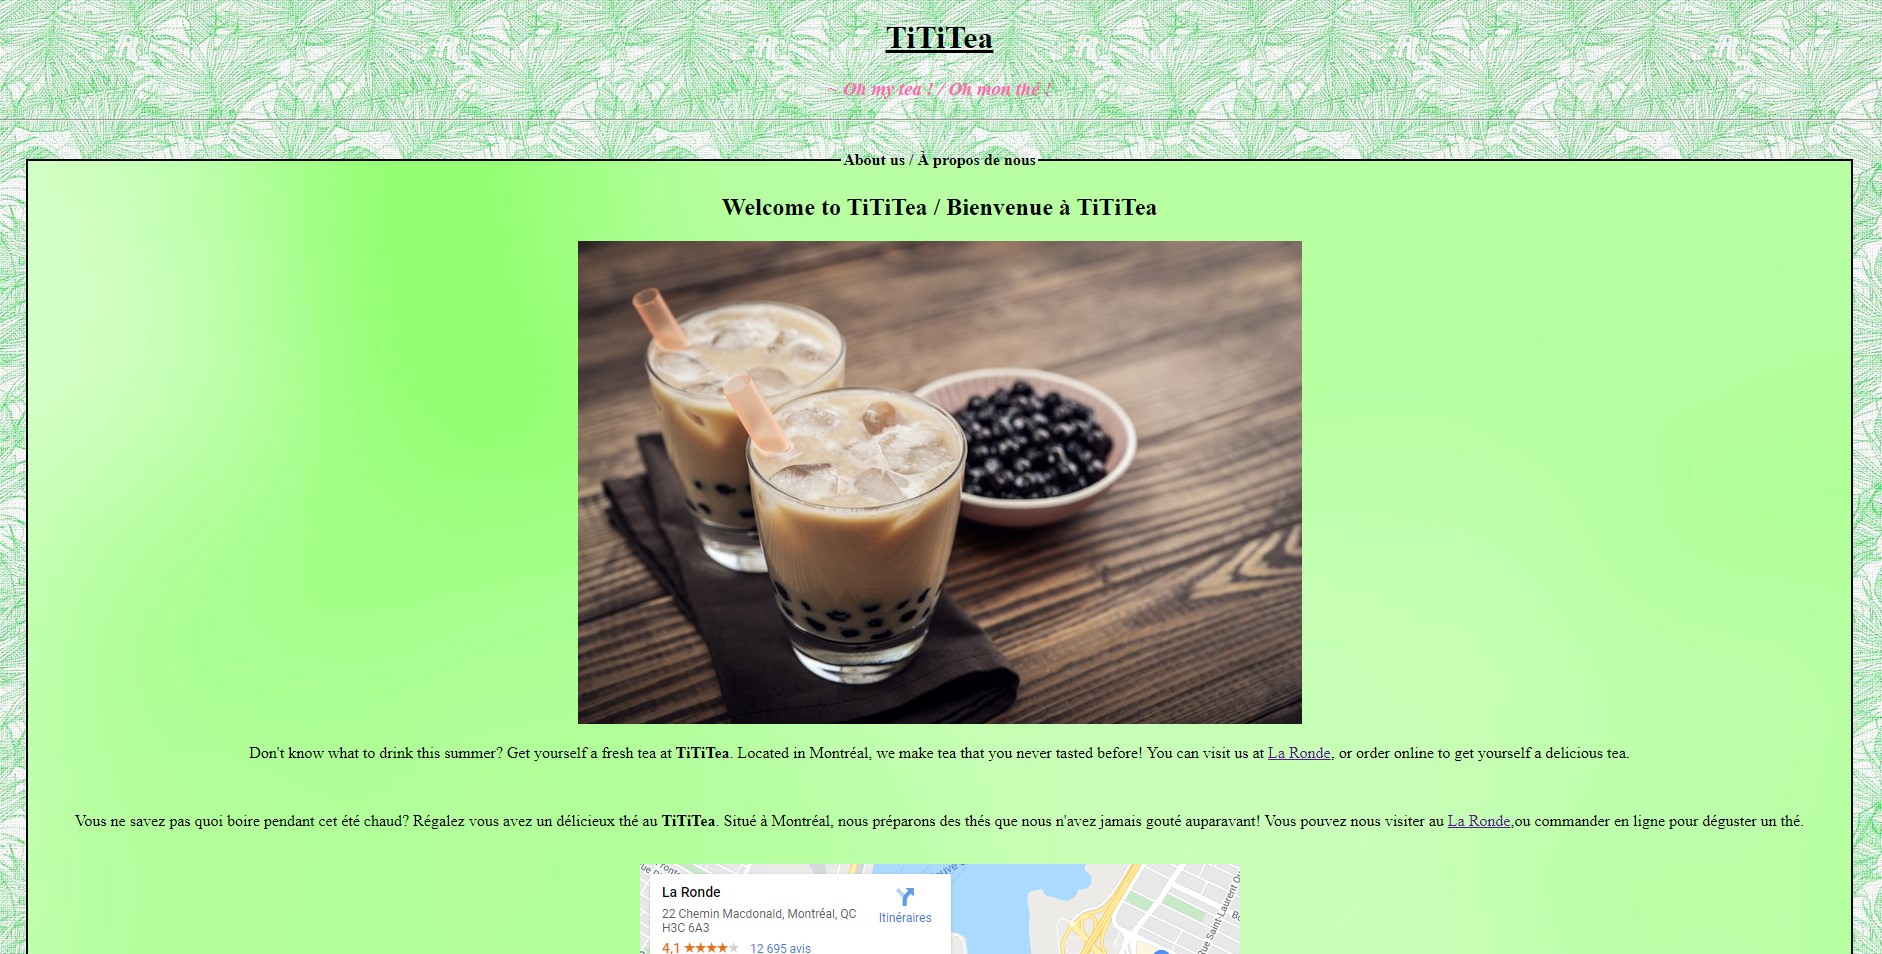 TiTiTea
~ Oh my tea ! / Oh mon thé !
About us / À propos de nous
Welcome to TiTiTea / Bienvenue à TiTiTea
Don't know what to drink this summer? Get yourself a fresh tea at TiTiTea. Located in Montréal, we make tea that you never tasted before! You can visit us at La Ronde, or order online to get yourself a delicious tea.
Vous ne savez pas quoi boire pendant cet été chaud? Régalez vous avez un délicieux thé au TiTiTea. Situé à Montréal, nous préparons des thés que nous n'avez jamais gouté auparavant! Vous pouvez nous visiter au La Ronde,ou commander en ligne pour déguster un thé.
La Ronde
Itinéraires
22 Chemin Macdonald, Montréal, QC
H3C 6A3
4,1 ★★★★★ 12 695 avis
Rue Saint-Laurent O